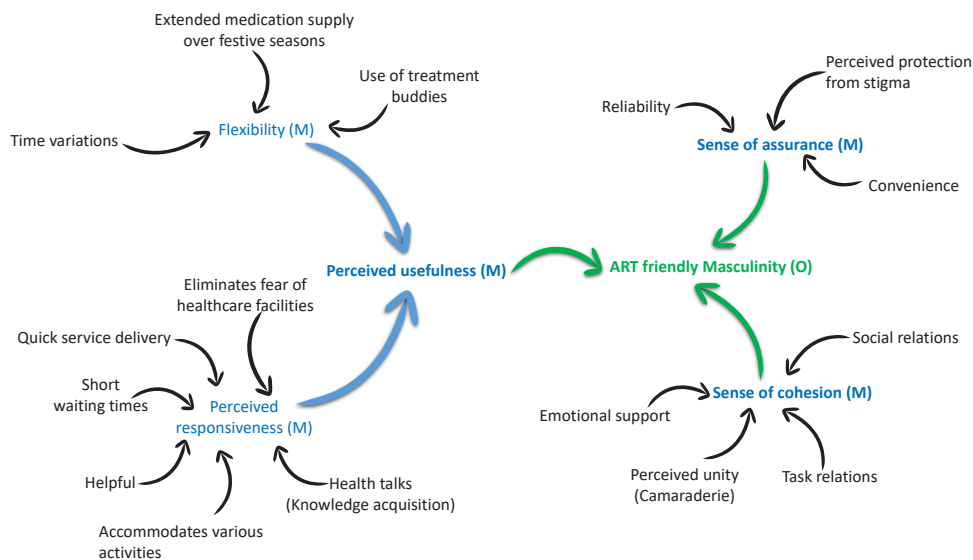 Extended medication supply
over festive seasons
Use of treatment
buddies
Time variations
Flexibility (M)
Perceived protection
from stigma
Reliability
Sense of assurance (M)
Convenience
Perceived usefulness (M)
ART friendly Masculinity (O)
Eliminates fear of
healthcare facilities
Quick service delivery
Short
waiting times
Perceived
responsiveness (M)
Helpful
Health talks
(Knowledge acquisition)
Accommodates various
activities
Social relations
Sense of cohesion (M)
Emotional support
Perceived unity
(Camaraderie)
Task relations